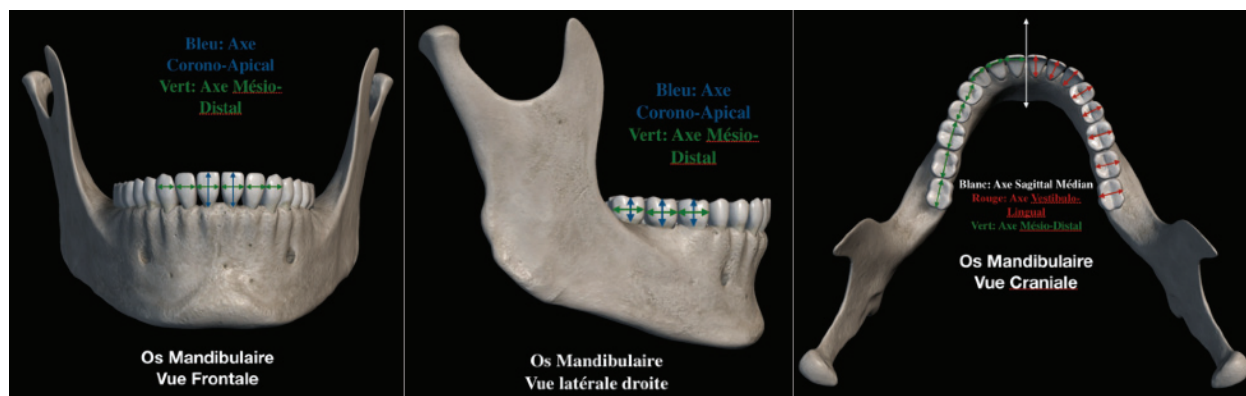 Bleu: Axe
Corono-Apical
Vert: Axe Mésio-
Distal
Os Mandibulaire
Vue Frontale
Bleu: Axe
Corono-Apical
Vert: Axe Mésio-
Distal
Os Mandibulaire
Vue latérale droite
Blanc: Axe Sagittal Médian
Rouge: Axe Vestibalo-
Lingual
Vert: Axe Mésio-Distal
Os Mandibulaire
Vue Craniale